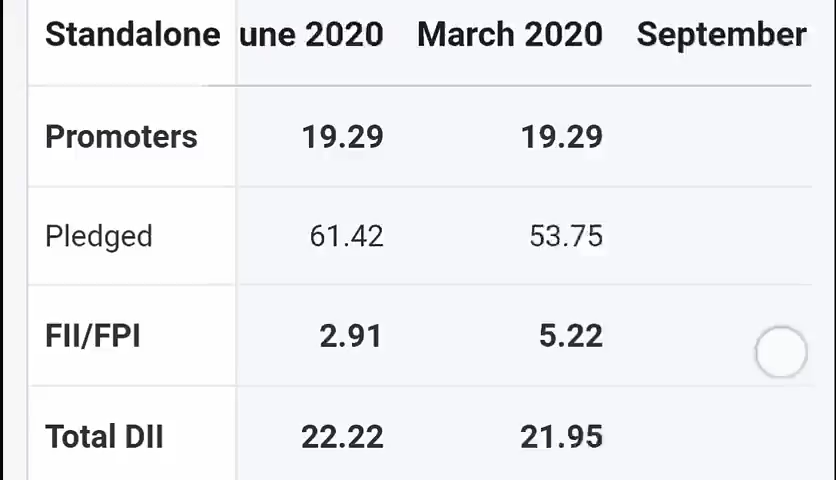 Standalone une 2020 March 2020 September
Promoters 19.29 19.29
Pledged 61.42 53.75
FII/FPI 2.91 5.22
Total DII 22.22 21.95